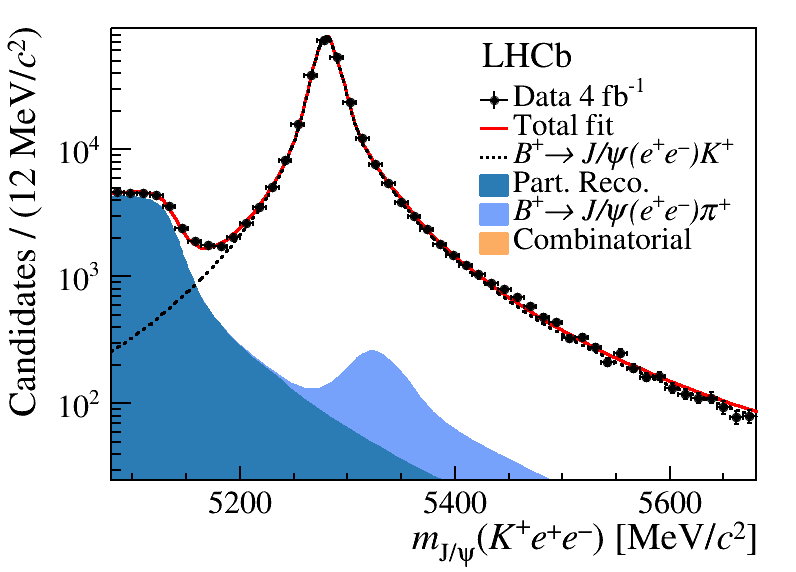 Candidates / (12 MeV/c²)
10⁴
10³
10²
LHCb
Data 4 fb⁻¹
Total fit
B⁺→ J/ψ(e⁺e⁻)K⁺
Part. Reco.
B⁺→ J/ψ(e⁺e⁻)π⁺
Combinatorial
5200 5400 5600
m_J/ψ(K⁺e⁺e⁻) [MeV/c²]